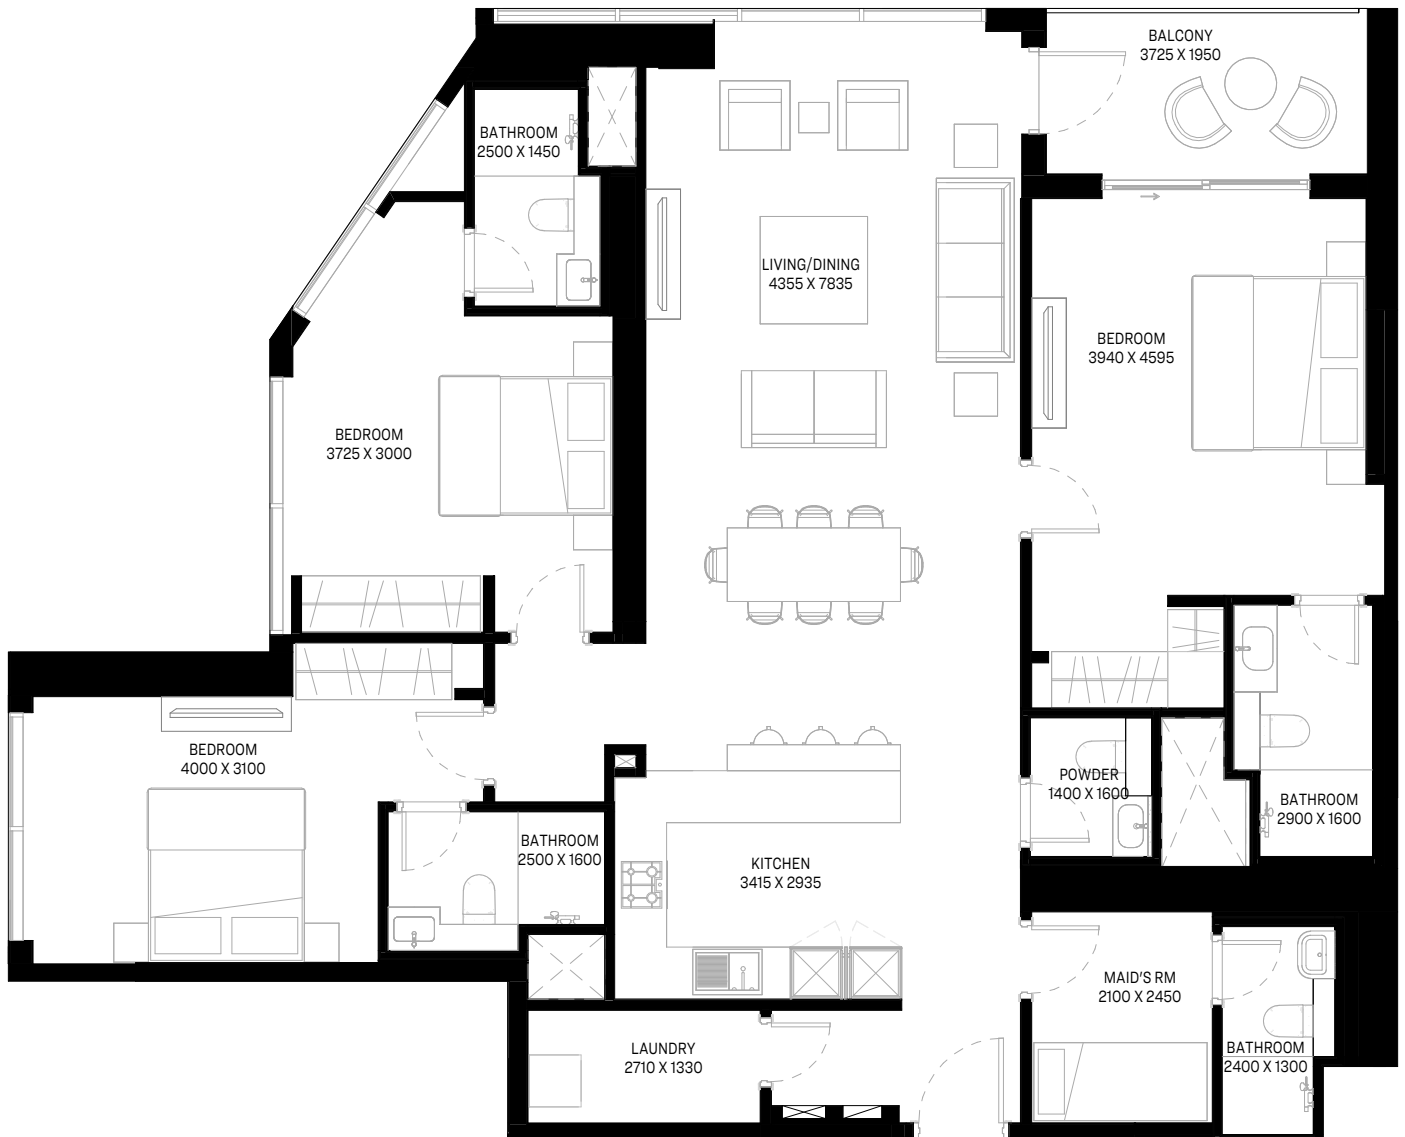 BALCONY
3725 X 1950
BATHROOM
2500 X 1450
LIVING/DINING
4355 X 7835
BEDROOM
3940 X 4595
BEDROOM
3725 X 3000
BEDROOM
4000 X 3100
POWDER
1400 X 1600
BATHROOM
2900 X 1600
BATHROOM
2500 X 1600
KITCHEN
3415 X 2935
MAID'S RM
2100 X 2450
LAUNDRY
2710 X 1330
BATHROOM
2400 X 1300